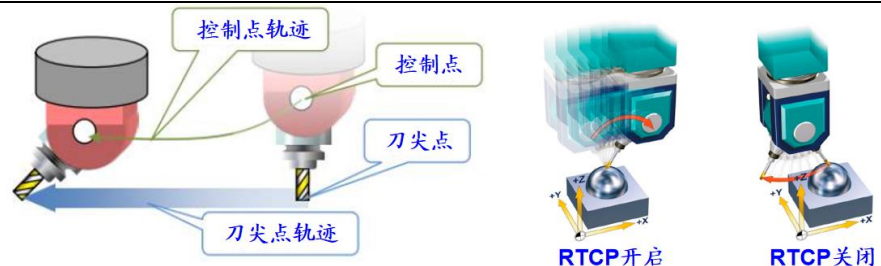 控制点轨迹
控制点
刀尖点
刀尖点轨迹
+Z
+Y
+X
RTCP开启
+Z
+Y
+X
RTCP关闭